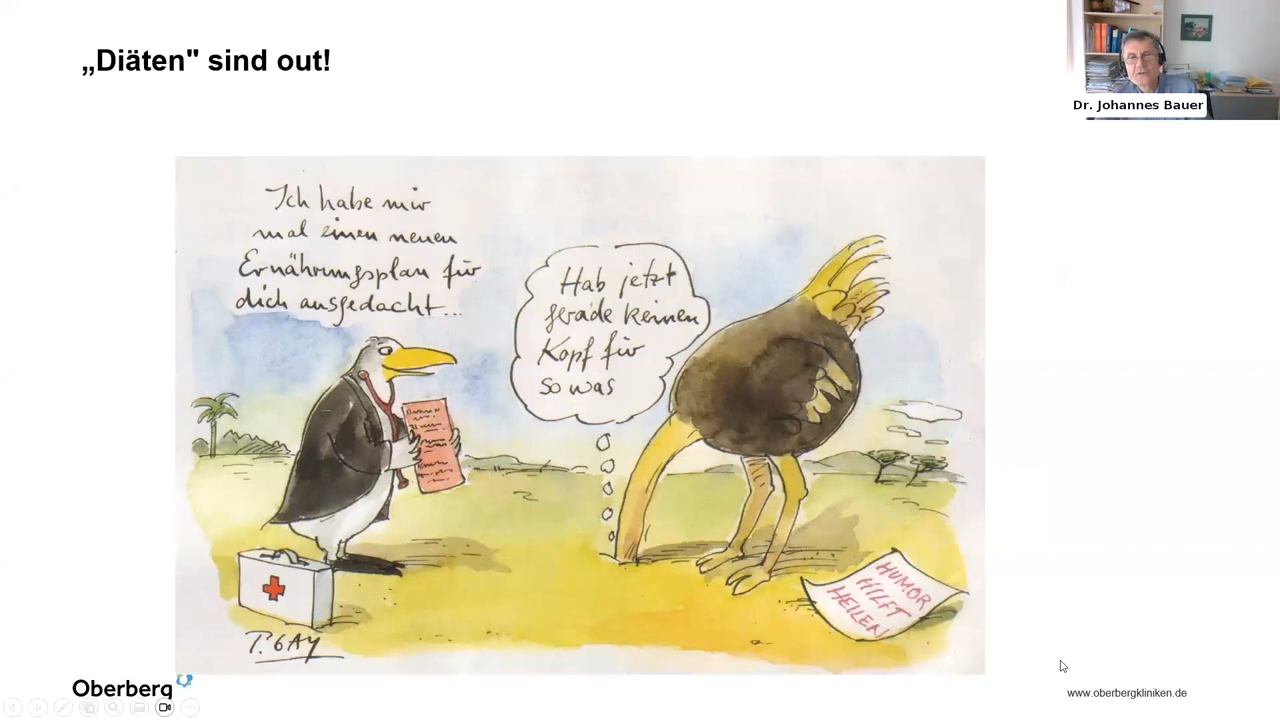 „Diäten" sind out!
Dr. Johannes Bauer
Ich habe mir
mal einen neuen
Ernährungsplan für
dich ausgedacht...
Hab jetzt
gerade keinen
Kopf für
so was
HUMOR
HILFT
HEILEN
T. GAY
Oberberg
www.oberbergkliniken.de